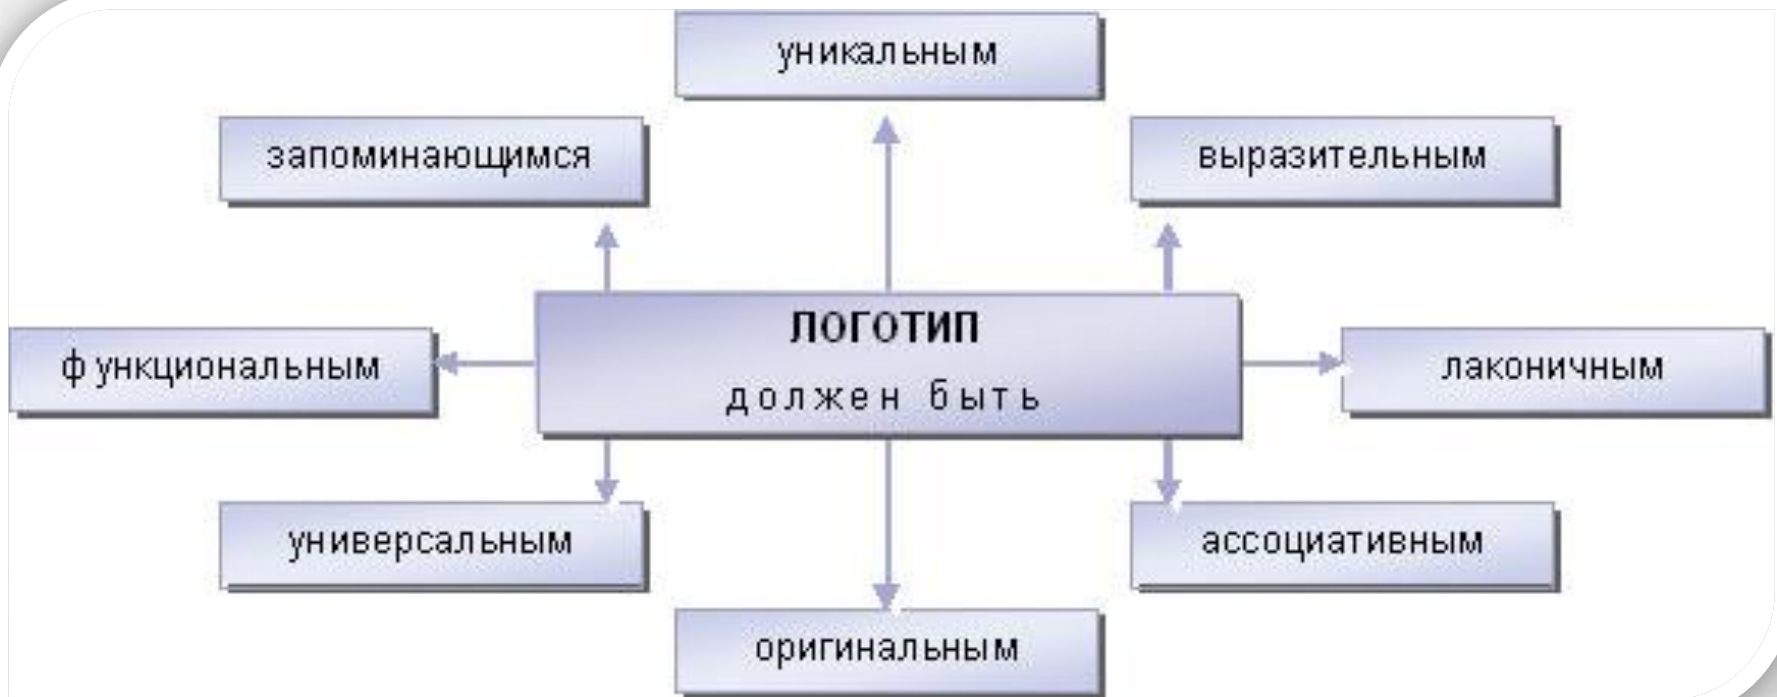 уникальным
запоминающимся
выразительным
ЛОГОТИП
должен быть
функциональным
лаконичным
универсальным
ассоциативным
оригинальным